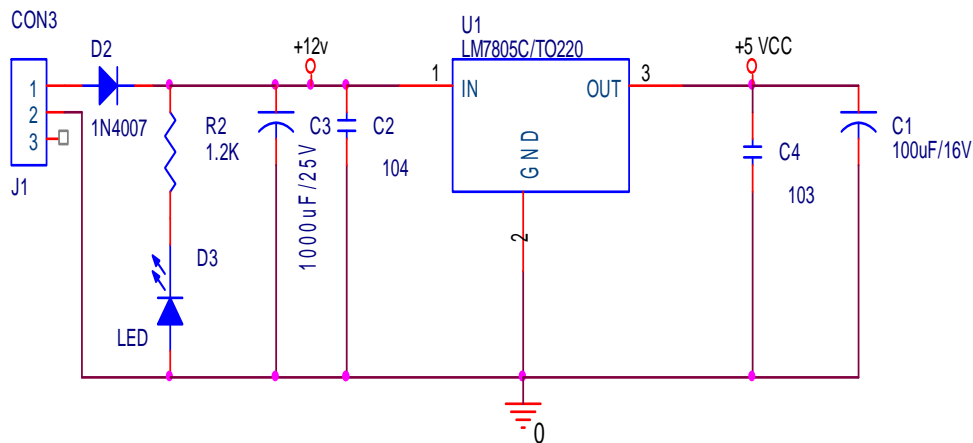 CON3
D2
+12v
U1
LM7805C/TO220
+5 VCC
1
2
3
1N4007
J1
R2
1.2K
C3
1000uF/25V
C2
104
1
IN
OUT
3
GND
2
C4
103
C1
100uF/16V
D3
LED
0